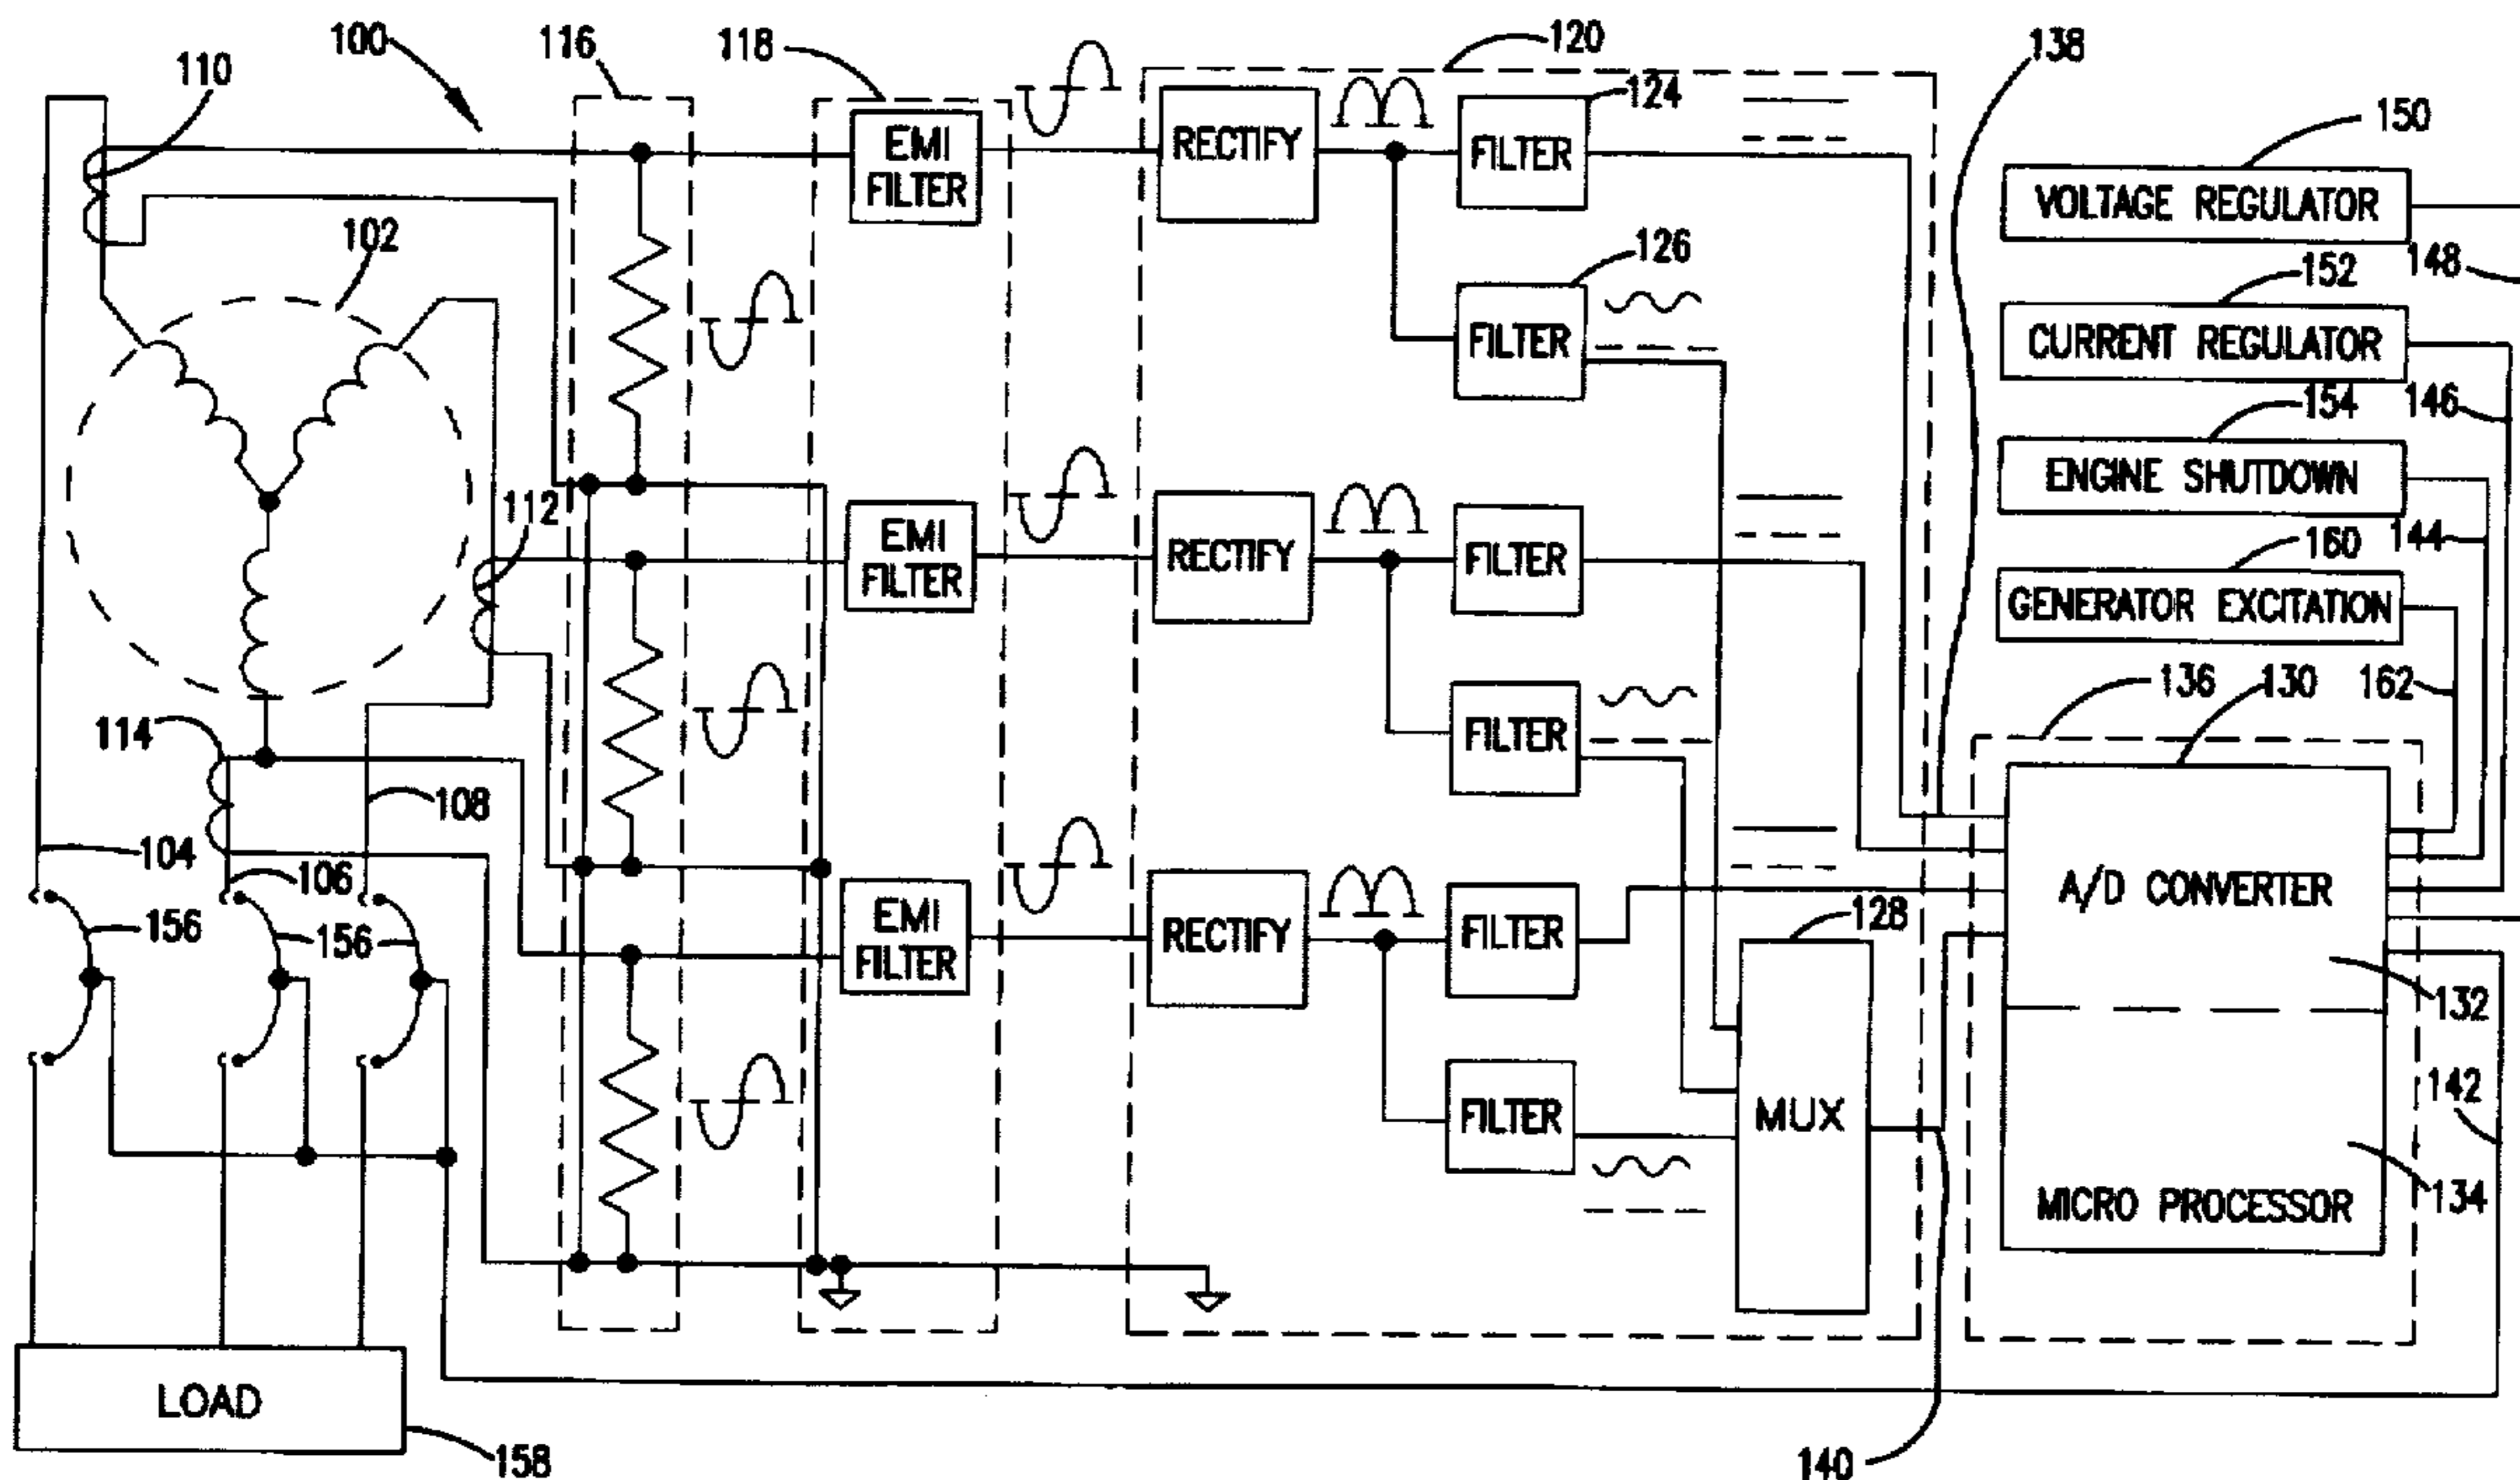 100
116
118
120
138
110
124
150
EMI
FILTER
RECTIFY
FILTER
VOLTAGE REGULATOR
102
126
152
148
FILTER
CURRENT REGULATOR
154
146
ENGINE SHUTDOWN
112
EMI
FILTER
RECTIFY
FILTER
160
144
GENERATOR EXCITATION
136
130
162
114
FILTER
108
104
106
A/D CONVERTER
156
156
EMI
FILTER
RECTIFY
FILTER
128
132
142
FILTER
MUX
134
MICRO PROCESSOR
LOAD
158
140